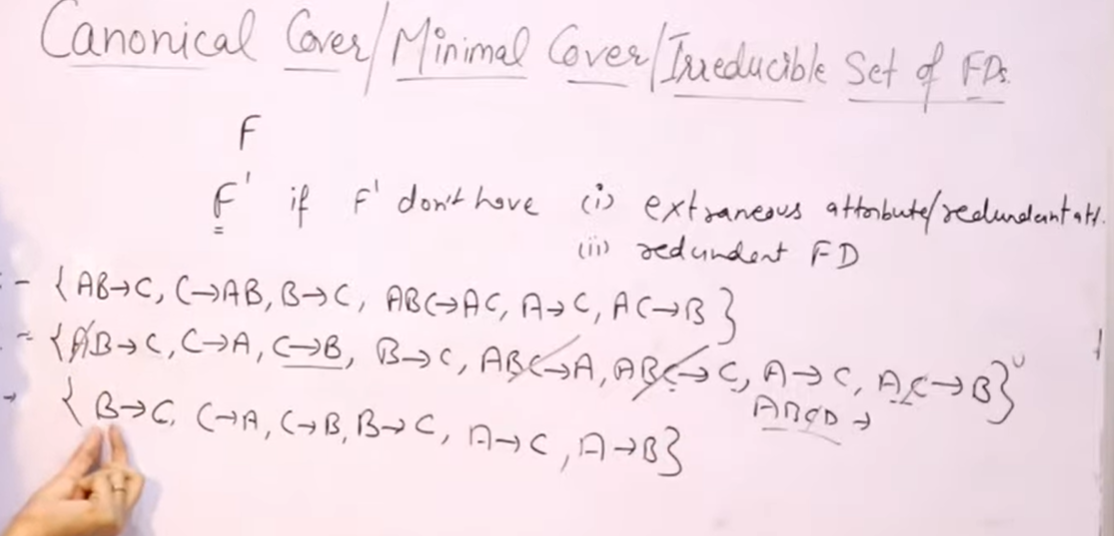 Canonical Cover/Minimal Cover/Irreducible Set of FDs.
F
F' if F' don't have (i) extraneous attribute/redundant att.
(ii) redundent FD
- {AB→C, C→AB, B→C, ABC→AC, A→C, AC→B}
- {AB→C, C→A, C→B, B→C, ABC→A, ABC→C, A→C, AC→B}
ABCD →
→ {B→C, C→A, C→B, B→C, A→C, A→B}